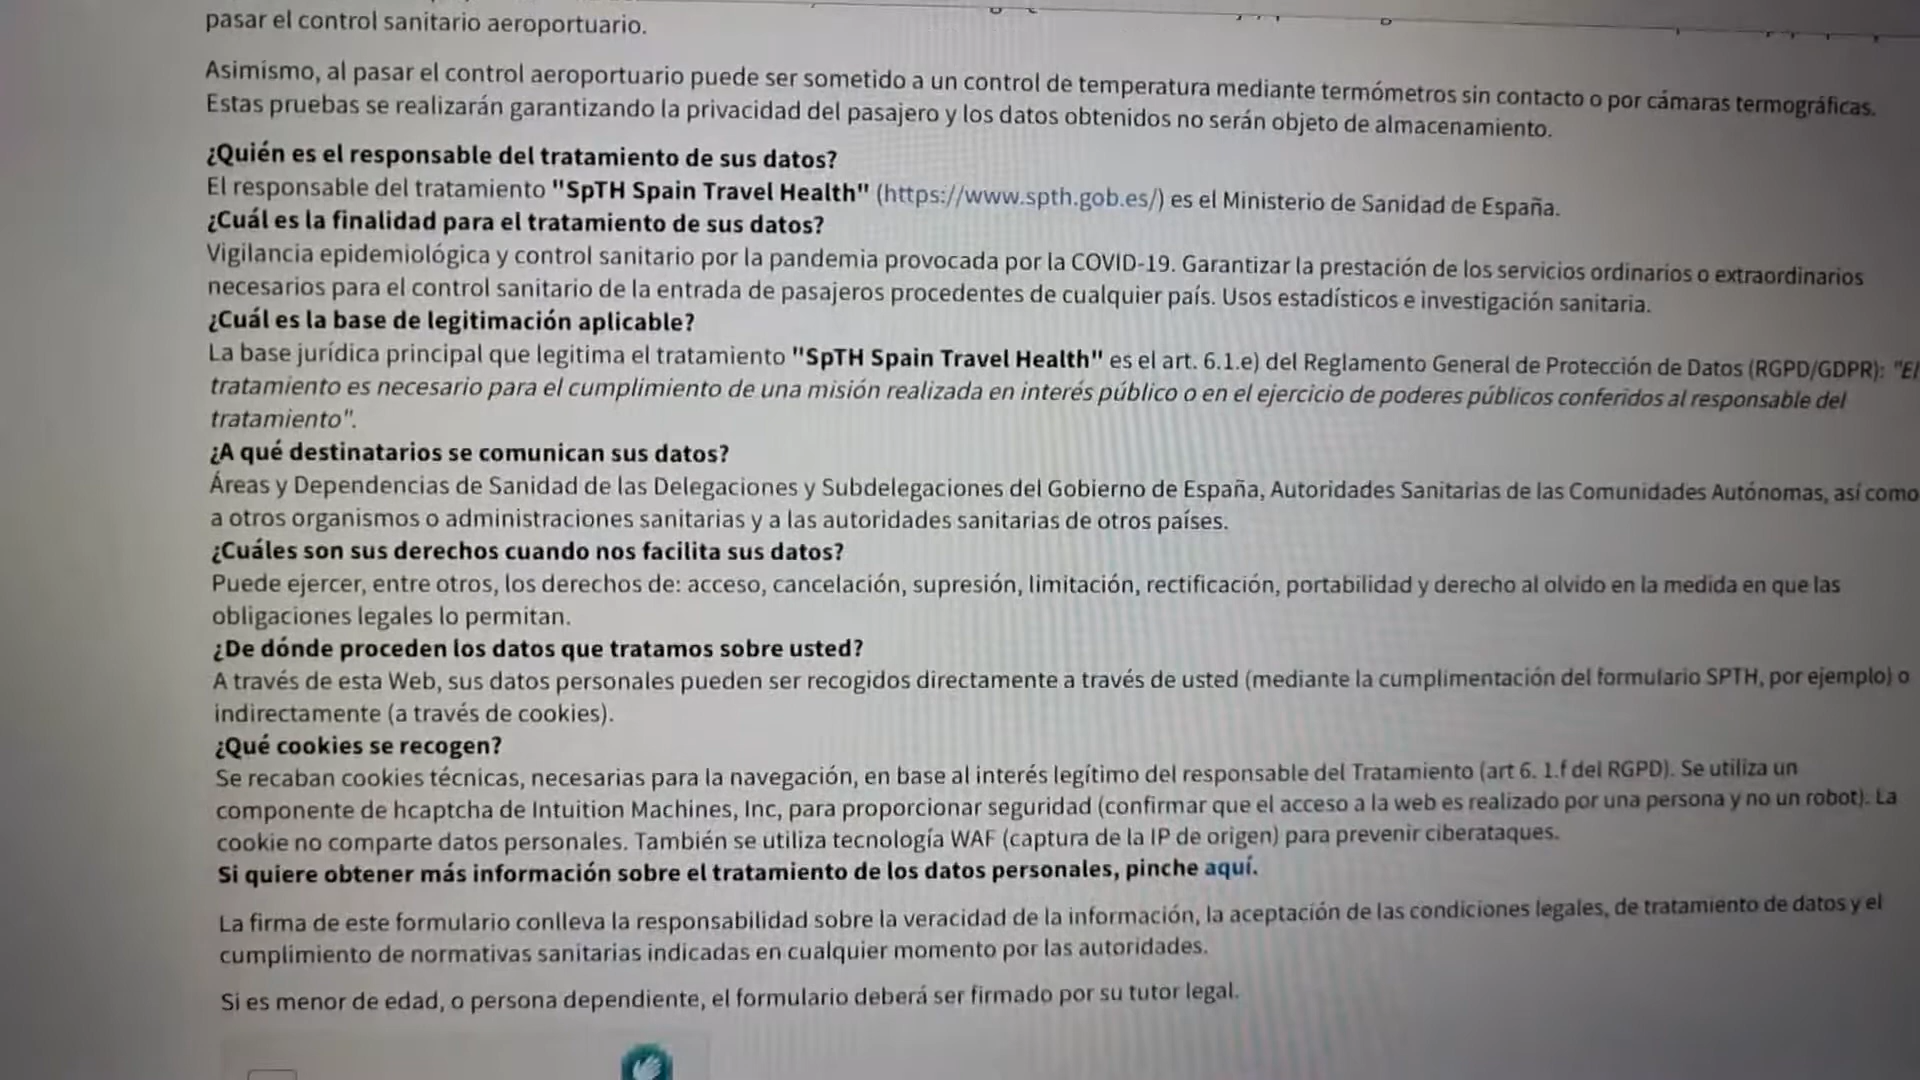 pasar el control sanitario aeroportuario.
Asimismo, al pasar el control aeroportuario puede ser sometido a un control de temperatura mediante termómetros sin contacto o por cámaras termográficas.
Estas pruebas se realizarán garantizando la privacidad del pasajero y los datos obtenidos no serán objeto de almacenamiento.
¿Quién es el responsable del tratamiento de sus datos?
El responsable del tratamiento "SpTH Spain Travel Health" (https://www.spth.gob.es/) es el Ministerio de Sanidad de España.
¿Cuál es la finalidad para el tratamiento de sus datos?
Vigilancia epidemiológica y control sanitario por la pandemia provocada por la COVID-19. Garantizar la prestación de los servicios ordinarios o extraordinarios
necesarios para el control sanitario de la entrada de pasajeros procedentes de cualquier país. Usos estadísticos e investigación sanitaria.
¿Cuál es la base de legitimación aplicable?
La base jurídica principal que legitima el tratamiento "SpTH Spain Travel Health" es el art. 6.1.e) del Reglamento General de Protección de Datos (RGPD/GDPR): "El
tratamiento es necesario para el cumplimiento de una misión realizada en interés público o en el ejercicio de poderes públicos conferidos al responsable del
tratamiento".
¿A qué destinatarios se comunican sus datos?
Áreas y Dependencias de Sanidad de las Delegaciones y Subdelegaciones del Gobierno de España, Autoridades Sanitarias de las Comunidades Autónomas, así como
a otros organismos o administraciones sanitarias y a las autoridades sanitarias de otros países.
¿Cuáles son sus derechos cuando nos facilita sus datos?
Puede ejercer, entre otros, los derechos de: acceso, cancelación, supresión, limitación, rectificación, portabilidad y derecho al olvido en la medida en que las
obligaciones legales lo permitan.
¿De dónde proceden los datos que tratamos sobre usted?
A través de esta Web, sus datos personales pueden ser recogidos directamente a través de usted (mediante la cumplimentación del formulario SPTH, por ejemplo) o
indirectamente (a través de cookies).
¿Qué cookies se recogen?
Se recaban cookies técnicas, necesarias para la navegación, en base al interés legítimo del responsable del Tratamiento (art 6. 1.f del RGPD). Se utiliza un
componente de hcaptcha de Intuition Machines, Inc, para proporcionar seguridad (confirmar que el acceso a la web es realizado por una persona y no un robot). La
cookie no comparte datos personales. También se utiliza tecnología WAF (captura de la IP de origen) para prevenir ciberataques.
Si quiere obtener más información sobre el tratamiento de los datos personales, pinche aquí.
La firma de este formulario conlleva la responsabilidad sobre la veracidad de la información, la aceptación de las condiciones legales, de tratamiento de datos y el
cumplimiento de normativas sanitarias indicadas en cualquier momento por las autoridades.
Si es menor de edad, o persona dependiente, el formulario deberá ser firmado por su tutor legal.